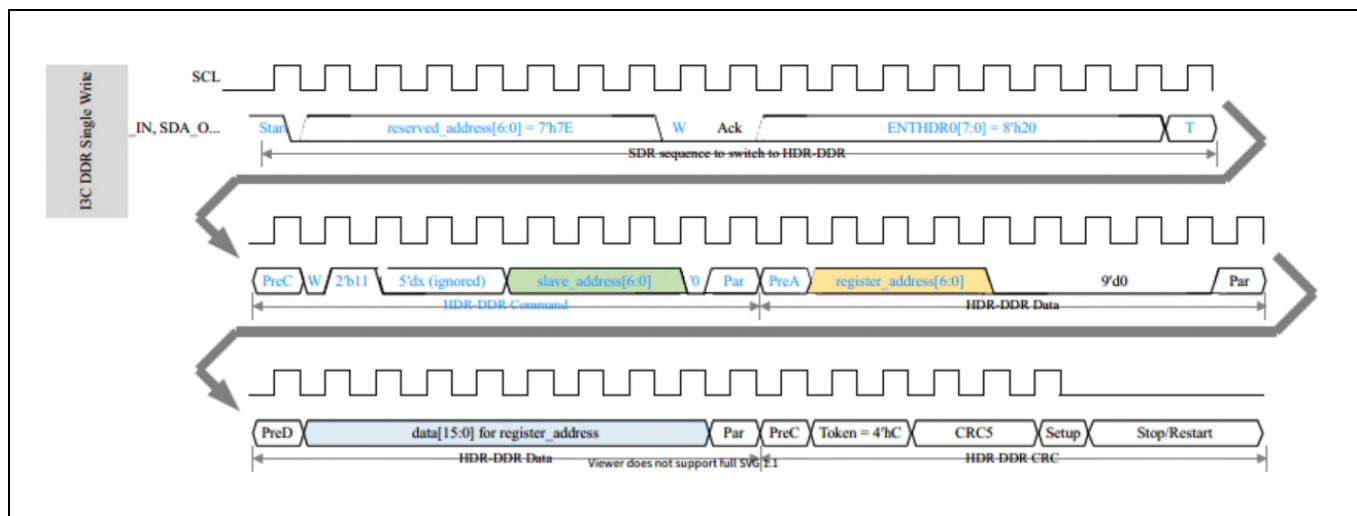 I3C DDR Single Write
SCL
_IN, SDA_O...
Start
reserved_address[6:0] = 7'h7E
W
Ack
ENTHDR0[7:0] = 8'h20
T
SDR sequence to switch to HDR-DDR
PreC
W
2'b11
5'dx (ignored)
slave_address[6:0]
'0
Par
PreA
register_address[6:0]
9'd0
Par
HDR-DDR Command
HDR-DDR Data
PreD
data[15:0] for register_address
Par
PreC
Token = 4'hC
CRC5
Setup
Stop/Restart
HDR-DDR Data
Viewer does not support full SVG 1.1
HDR DDR CRC